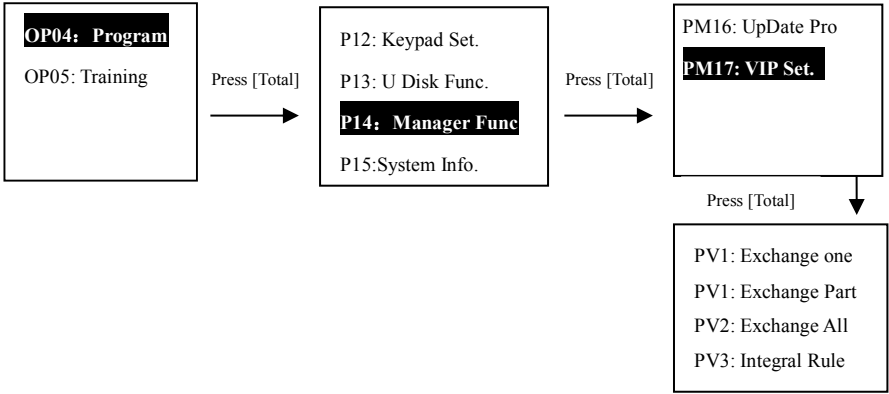 OP04：Program
OP05: Training
Press [Total]
P12: Keypad Set.
P13: U Disk Func.
P14：Manager Func
P15:System Info.
Press [Total]
PM16: UpDate Pro
PM17: VIP Set.
Press [Total]
PV1: Exchange one
PV1: Exchange Part
PV2: Exchange All
PV3: Integral Rule